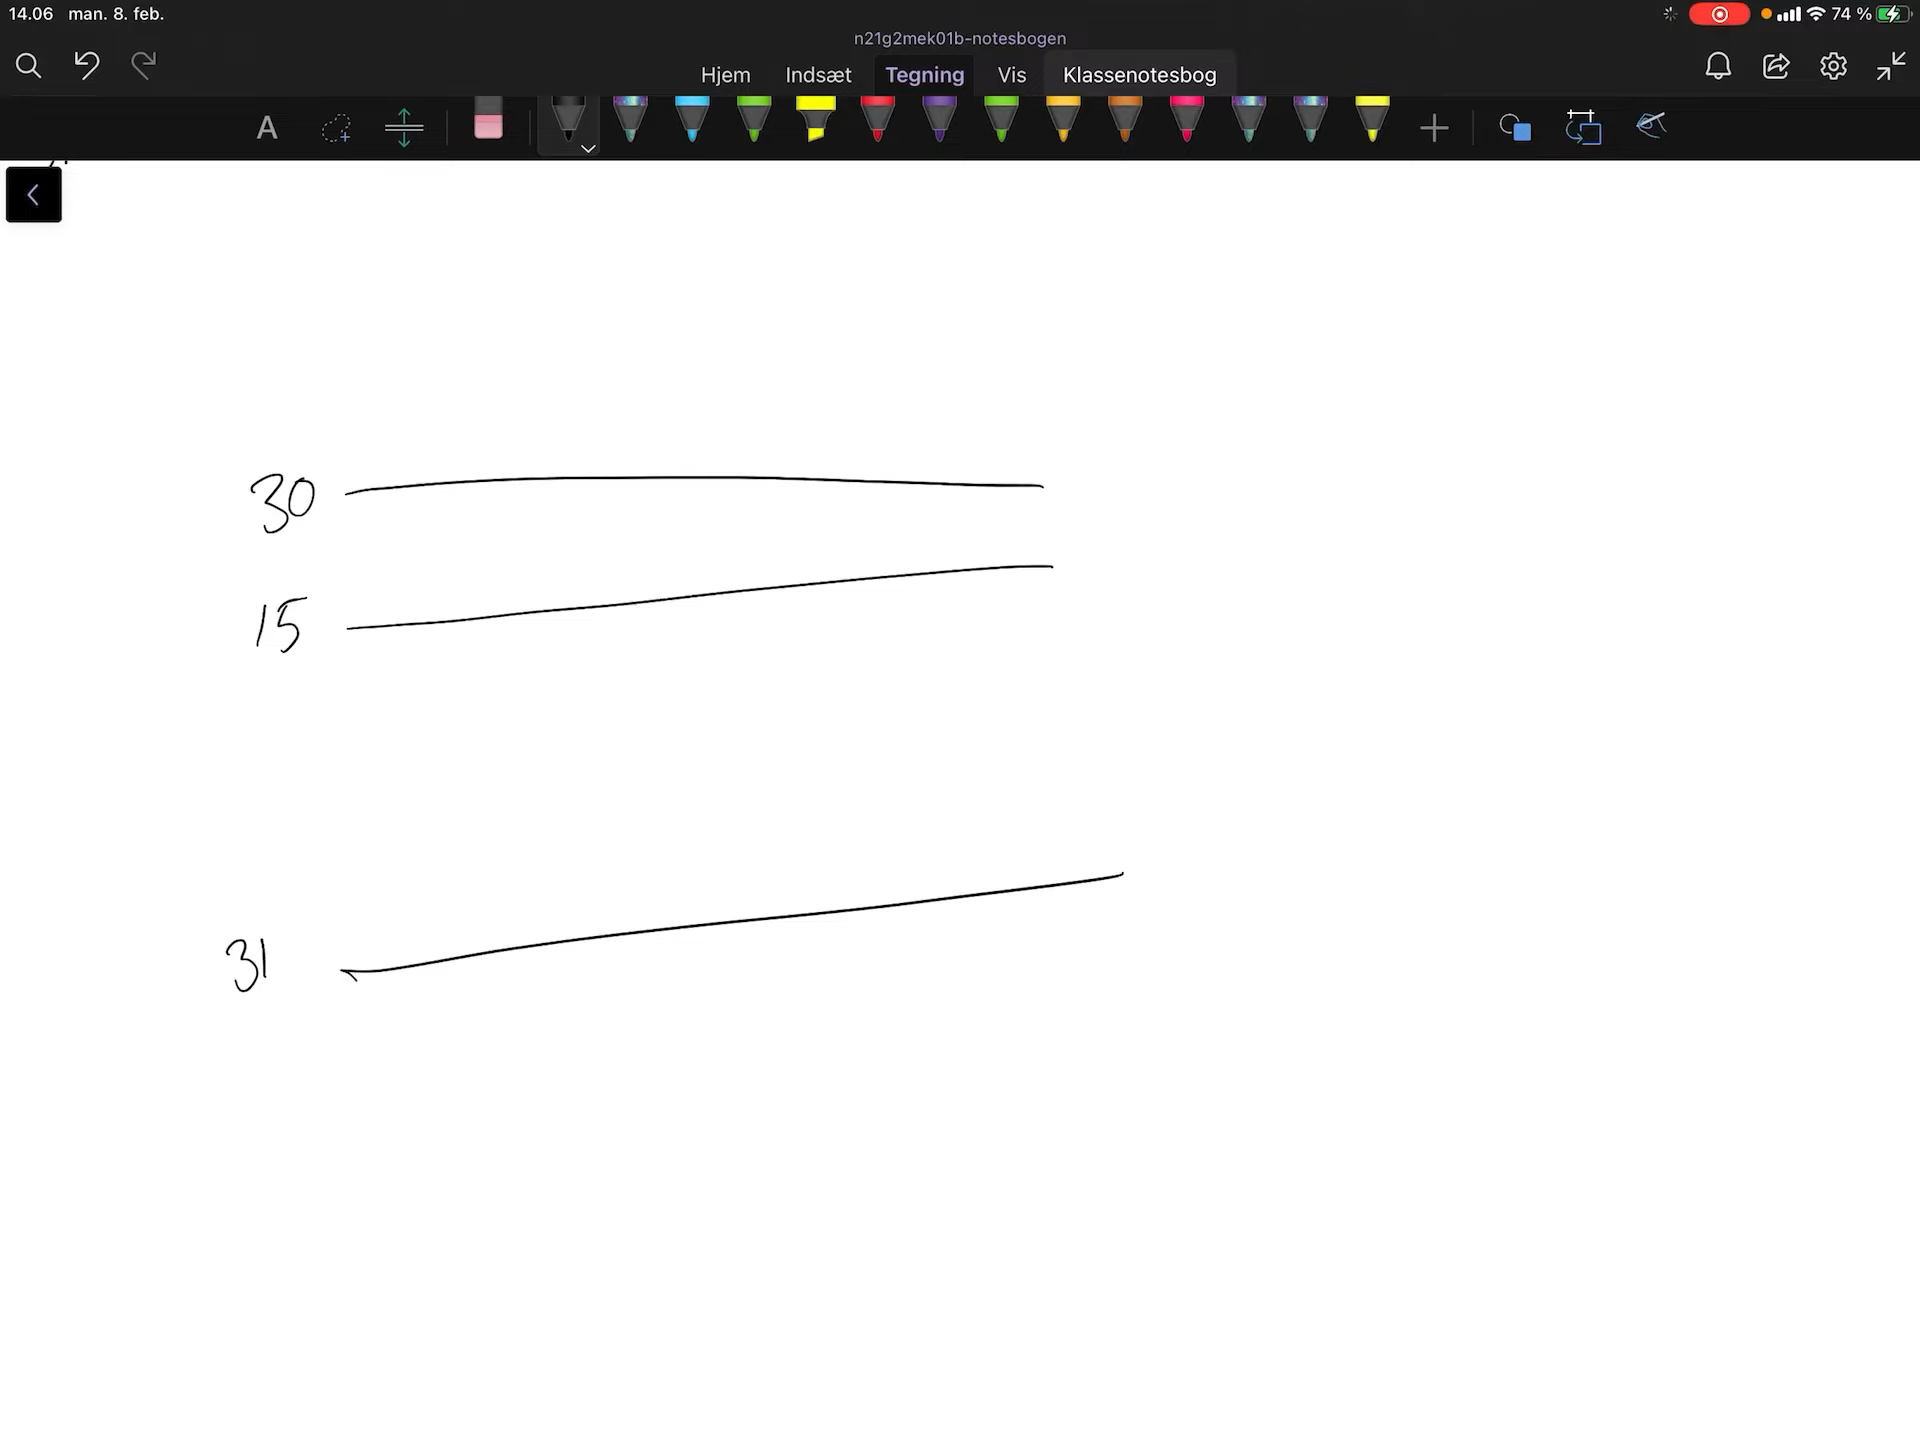 14.06 man. 8. feb. 74 %
n21g2mek01b-notesbogen
Hjem Indsæt Tegning Vis Klassenotesbog
A
30
15
31